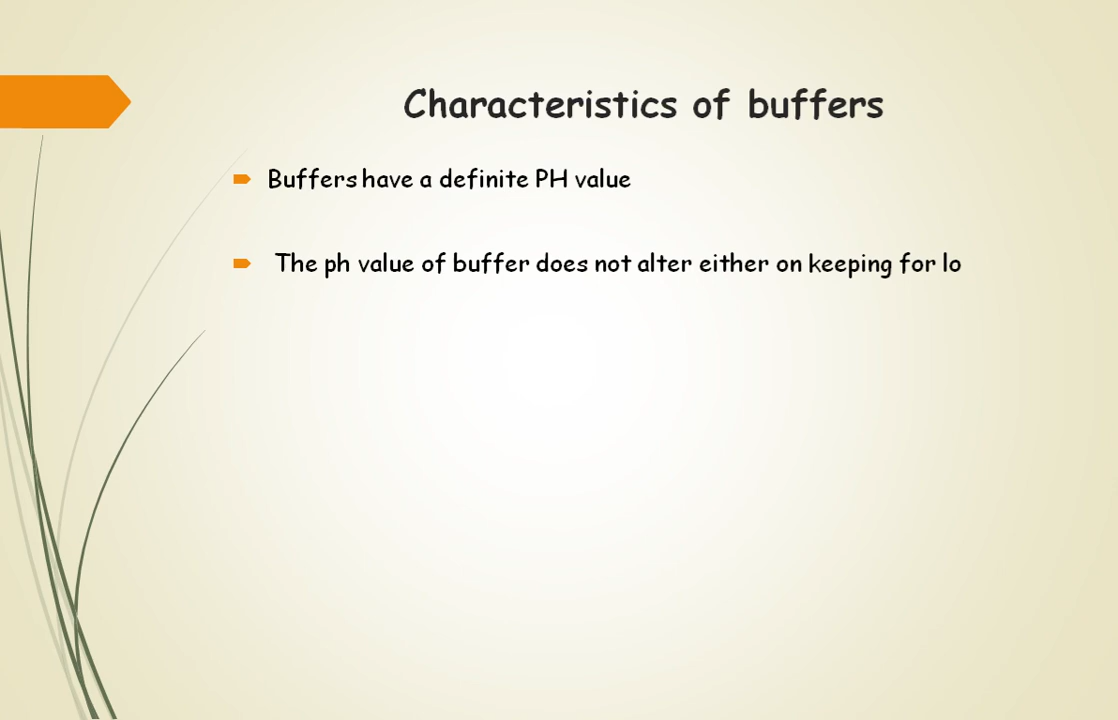 Characteristics of buffers
Buffers have a definite PH value
The ph value of buffer does not alter either on keeping for lo